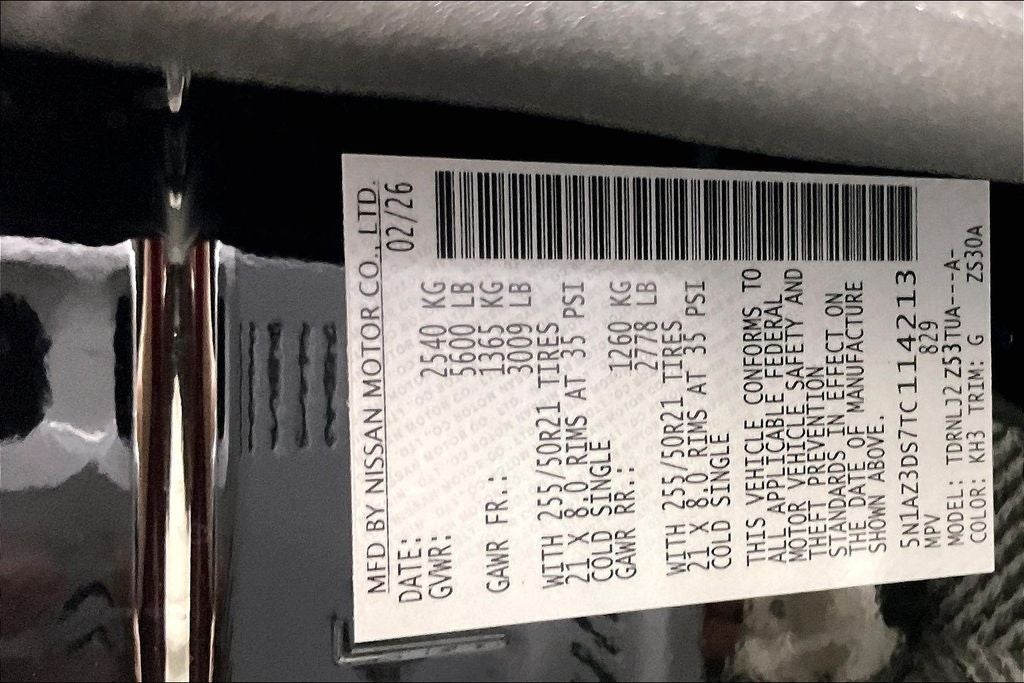 MFD BY NISSAN MOTOR CO., LTD.
DATE: 02/26
GVWR: 2540 KG
5600 LB
GAWR FR.: 1365 KG
3009 LB
WITH 255/50R21 TIRES
21 X 8.0 RIMS AT 35 PSI
COLD SINGLE
GAWR RR.: 1260 KG
2778 LB
WITH 255/50R21 TIRES
21 X 8.0 RIMS AT 35 PSI
COLD SINGLE
THIS VEHICLE CONFORMS TO
ALL APPLICABLE FEDERAL
MOTOR VEHICLE SAFETY AND
THEFT PREVENTION
STANDARDS IN EFFECT ON
THE DATE OF MANUFACTURE
SHOWN ABOVE.
5N1AZ3DS7TC114213
MPV 829
MODEL: TDRNLJ2 Z53TUA----A-
COLOR: KH3 TRIM: G ZS30A